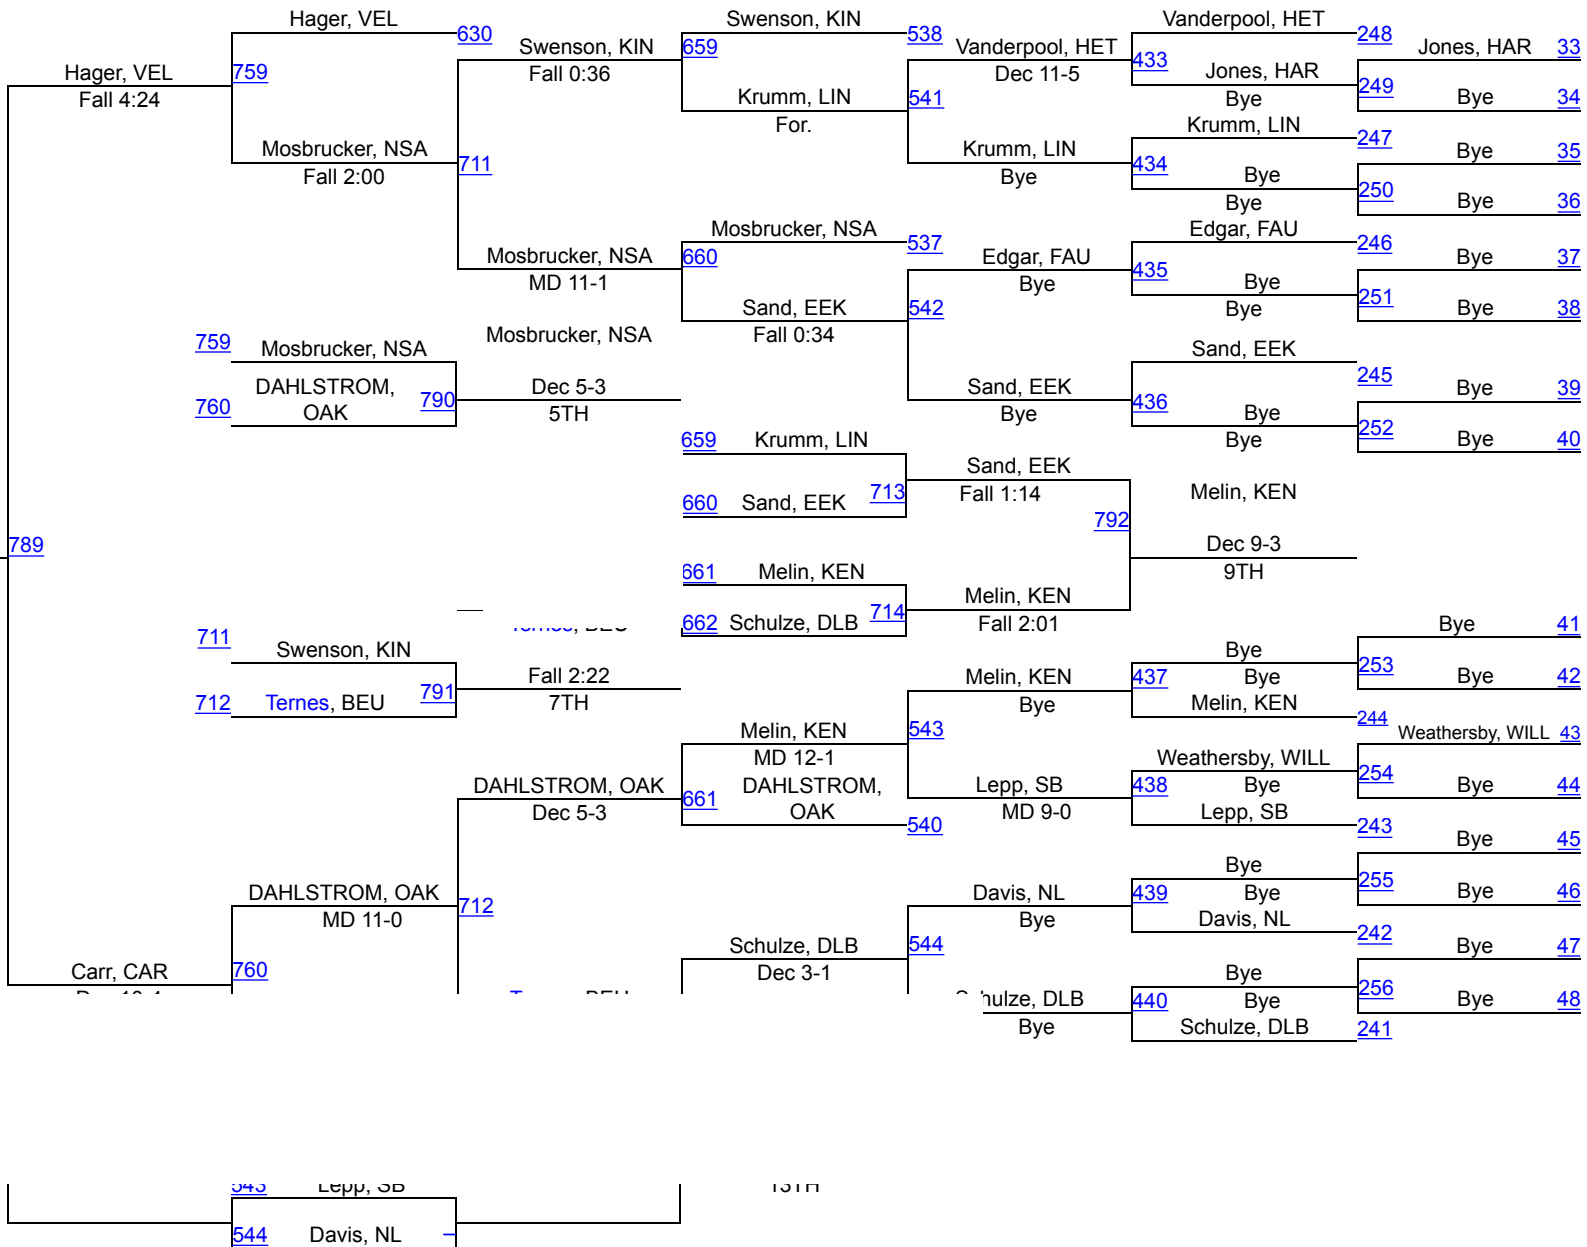 Hager, VEL
630
759
Hager, VEL
Fall 4:24
Mosbrucker, NSA
Fall 2:00
711
Swenson, KIN
Fall 0:36
659
Swenson, KIN
538
Krumm, LIN
For.
541
Vanderpool, HET
Dec 11-5
433
Vanderpool, HET
248
Jones, HAR
Bye
249
Jones, HAR
33
Bye
34
Krumm, LIN
Bye
434
Krumm, LIN
247
Bye
Bye
250
Bye
35
Bye
36
Mosbrucker, NSA
MD 11-1
660
Mosbrucker, NSA
537
Sand, EEK
Fall 0:34
542
Edgar, FAU
Bye
435
Edgar, FAU
246
Bye
Bye
251
Bye
37
Bye
38
Sand, EEK
Bye
436
Sand, EEK
245
Bye
Bye
252
Bye
39
Bye
40
759
Mosbrucker, NSA
760
DAHLSTROM,
OAK
790
Mosbrucker, NSA
Dec 5-3
5TH
659
Krumm, LIN
660
Sand, EEK
713
Sand, EEK
Fall 1:14
792
Melin, KEN
Dec 9-3
9TH
661
Melin, KEN
662
Schulze, DLB
714
Melin, KEN
Fall 2:01
789
711
Swenson, KIN
712
Ternes, BEU
791
Fall 2:22
7TH
Melin, KEN
Bye
437
Bye
Bye
253
Bye
41
Bye
42
Melin, KEN
244
Melin, KEN
MD 12-1
543
Lepp, SB
MD 9-0
438
Weathersby, WILL
Bye
254
Weathersby, WILL
43
Bye
44
Lepp, SB
243
DAHLSTROM, OAK
Dec 5-3
661
DAHLSTROM,
OAK
540
DAHLSTROM, OAK
MD 11-0
712
Carr, CAR
760
Schulze, DLB
Dec 3-1
544
Davis, NL
Bye
439
Bye
Bye
255
Bye
45
Bye
46
Davis, NL
242
Bye
Bye
256
Bye
47
Bye
48
hulze, DLB
Bye
440
Schulze, DLB
241
543
Lepp, SB
13TH
544
Davis, NL